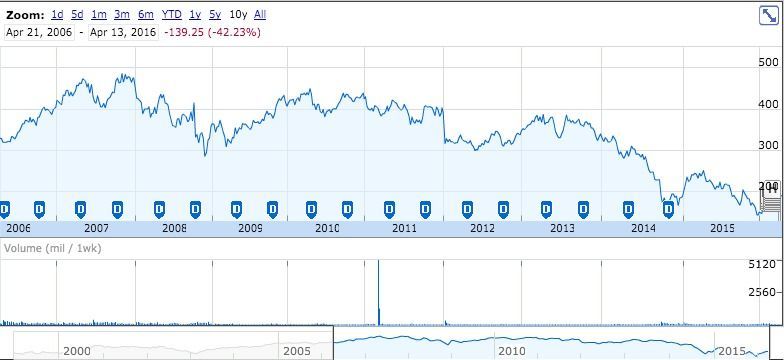 Zoom: 1d 5d 1m 3m 6m YTD 1y 5y 10y All
Apr 21, 2006 - Apr 13, 2016 -139.25 (-42.23%)
500
400
300
200
D D D D D D D D D D D D D D D D D D
2006 2007 2008 2009 2010 2011 2012 2013 2014 2015
Volume (mil / 1wk)
5120
2560
2000 2005 2010 2015